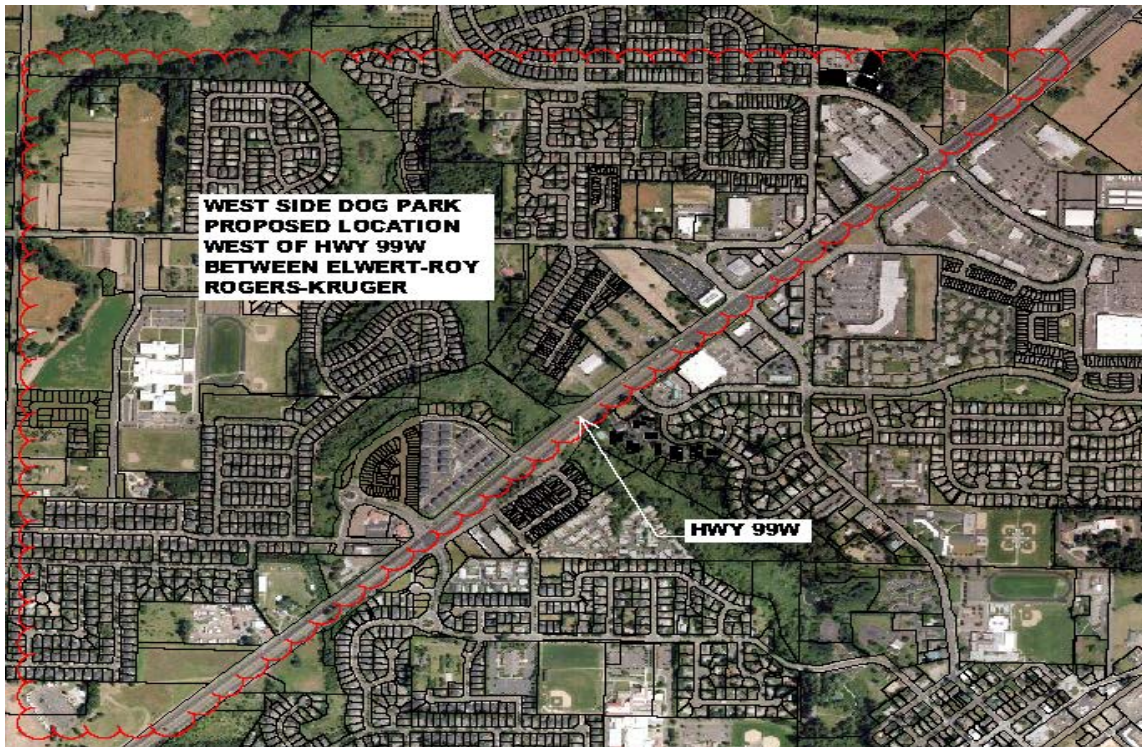 WEST SIDE DOG PARK
PROPOSED LOCATION
WEST OF HWY 99W
BETWEEN ELWERT-ROY
ROGERS-KRUGER
HWY 99W